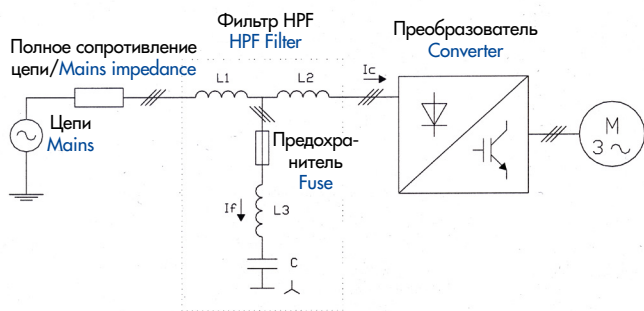 Фильтр HPF
HPF Filter
Преобразователь
Converter
Полное сопротивление
цепи/Mains impedance
L1
L2
Ic
Цепи
Mains
Предохра-
нитель
Fuse
M
3
If
L3
C